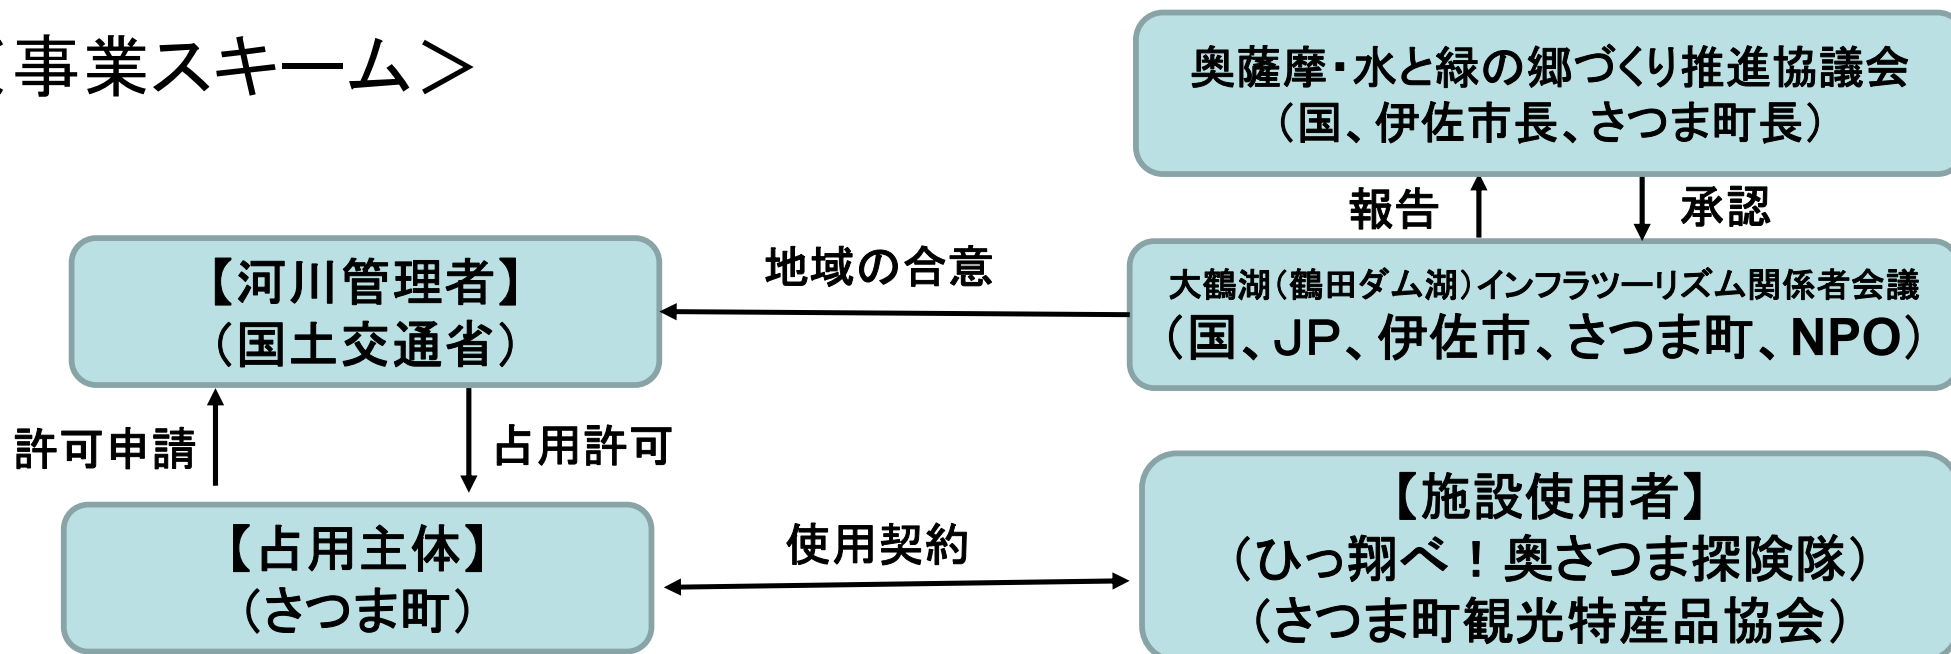 ＜事業スキーム＞
奥薩摩・水と緑の郷づくり推進協議会
（国、伊佐市長、さつま町長）
報告
承認
【河川管理者】
（国土交通省）
地域の合意
大鶴湖（鶴田ダム湖）インフラツーリズム関係者会議
（国、ＪＰ、伊佐市、さつま町、NPO）
許可申請
占用許可
【占用主体】
（さつま町）
使用契約
【施設使用者】
（ひっ翔べ！奥さつま探険隊）
（さつま町観光特産品協会）